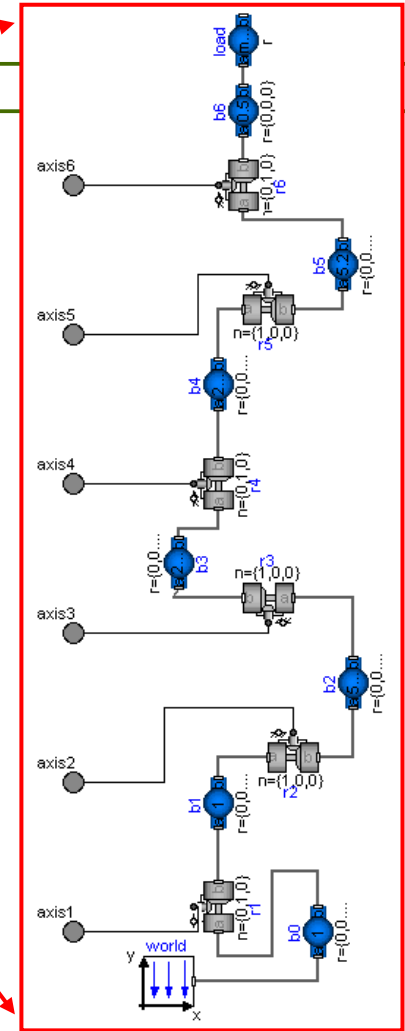 load
r
b6
r={0,0,0}
axis6
n={0,1,0}
r6
b
a
b5
r={0,0....
axis5
a
b
n={1,0,0}
r5
b4
r={0,0....
axis4
b
a
n={0,1,0}
r4
b3
r={0,0....
r3
n={1,0,0}
b
a
axis3
b2
r={0,0....
axis2
a
b
n={1,0,0}
r2
b1
1
r={0,0....
axis1
b
a
n={0,1,0}
r1
b0
1
r={0,0....
world
y
x